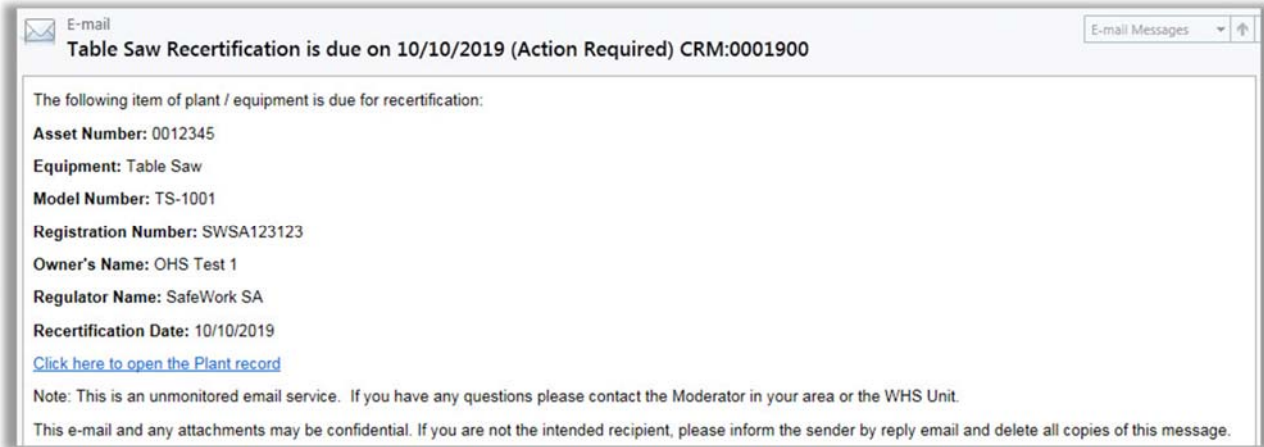 E-mail
Table Saw Recertification is due on 10/10/2019 (Action Required) CRM:0001900
E-mail Messages
The following item of plant / equipment is due for recertification:
Asset Number: 0012345
Equipment: Table Saw
Model Number: TS-1001
Registration Number: SWSA123123
Owner's Name: OHS Test 1
Regulator Name: SafeWork SA
Recertification Date: 10/10/2019
Click here to open the Plant record
Note: This is an unmonitored email service.  If you have any questions please contact the Moderator in your area or the WHS Unit.
This e-mail and any attachments may be confidential. If you are not the intended recipient, please inform the sender by reply email and delete all copies of this message.